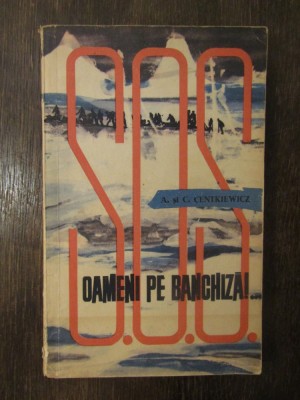 S.O.S.
A. și C. CENTKIEWICZ
OAMENI PE BANCHIZĂ!